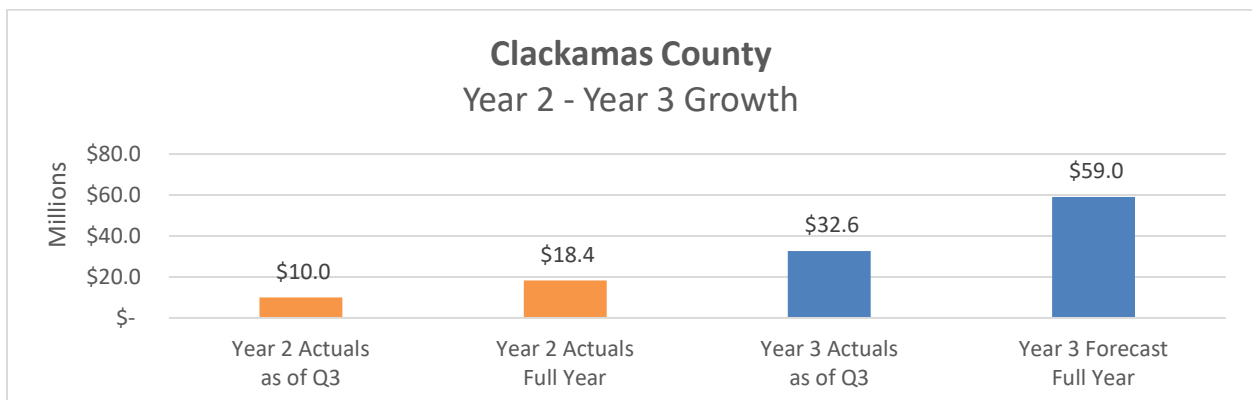 Clackamas County
Year 2 - Year 3 Growth
Millions
$80.0
$60.0
$40.0
$20.0
$-
$10.0
$18.4
$32.6
$59.0
Year 2 Actuals
as of Q3
Year 2 Actuals
Full Year
Year 3 Actuals
as of Q3
Year 3 Forecast
Full Year